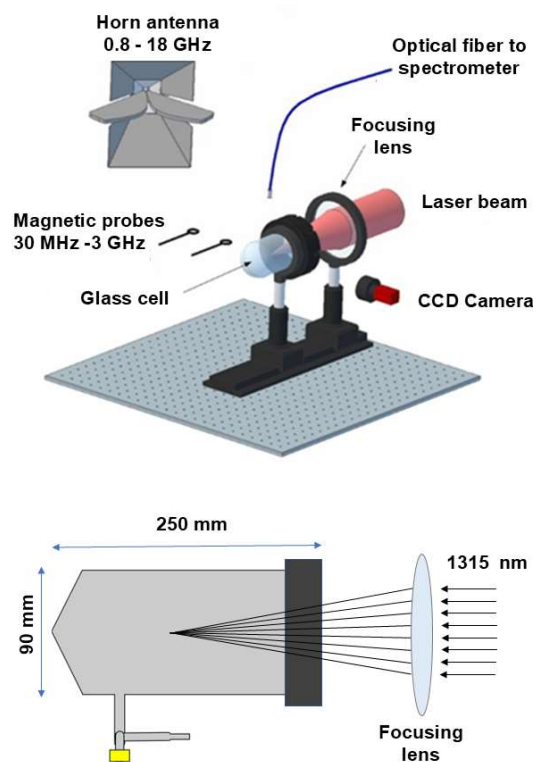 Horn antenna
0.8 - 18 GHz
Optical fiber to
spectrometer
Focusing
lens
Laser beam
Magnetic probes
30 MHz -3 GHz
Glass cell
CCD Camera
250 mm
1315 nm
90 mm
Focusing
lens